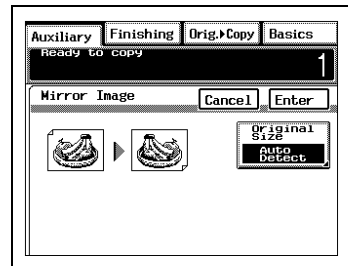 Auxiliary Finishing Orig.▸Copy Basics
Ready to copy
1
Mirror Image Cancel Enter
Original
Size
Auto
Detect